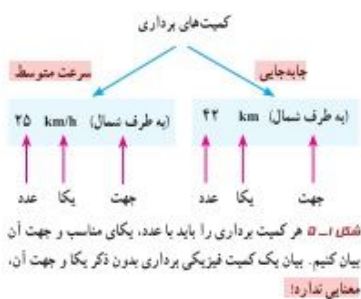 کمیت‌های برداری
جابه‌جایی
سرعت متوسط
۴۲ km (به طرف شمال)
۲۵ km/h (به طرف شمال)
عدد یکا جهت
عدد یکا جهت
شکل ۱ــ۵ هر کمیت برداری را باید با عدد، یکای مناسب و جهت آن
بیان کنیم. بیان یک کمیت فیزیکی برداری بدون ذکر یکا و جهت آن،
معنایی ندارد!